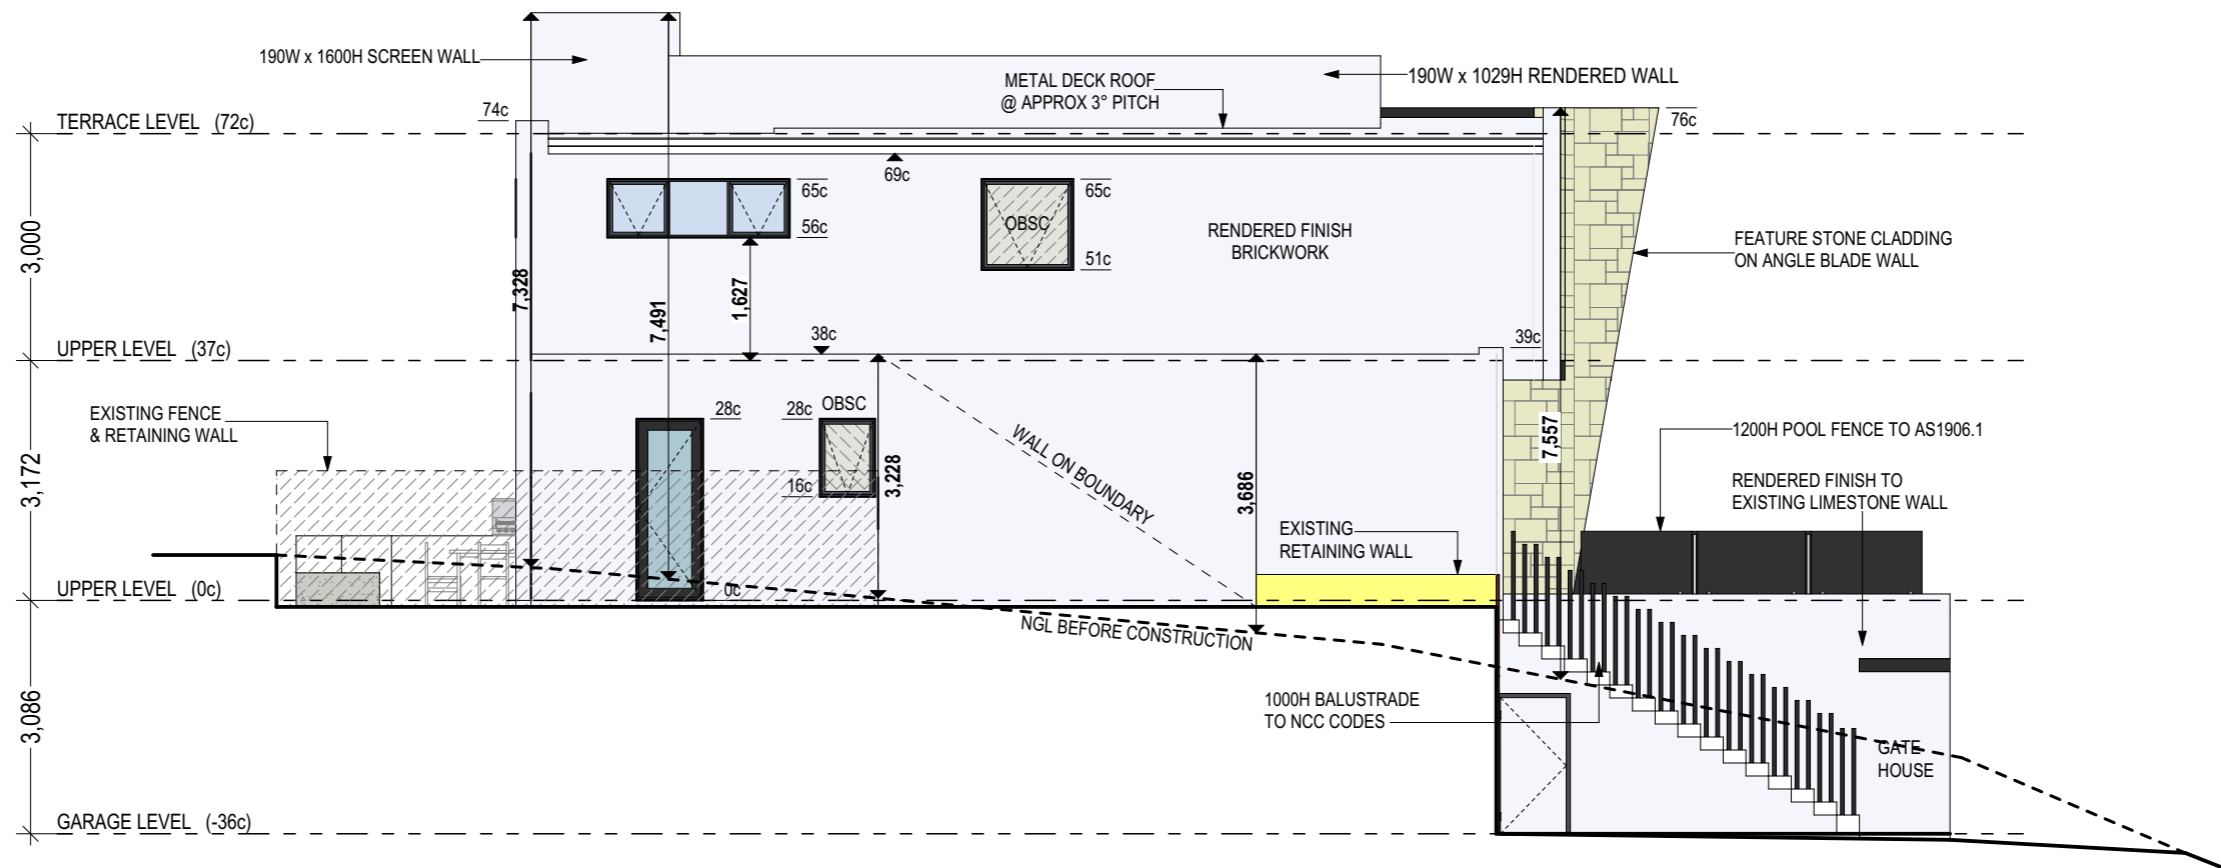 190W x 1600H SCREEN WALL
METAL DECK ROOF
@ APPROX 3° PITCH
190W x 1029H RENDERED WALL
TERRACE LEVEL (72c)
74c
76c
69c
65c
56c
65c
OBSC
51c
RENDERED FINISH
BRICKWORK
FEATURE STONE CLADDING
ON ANGLE BLADE WALL
3,000
7,328
7,491
1,627
38c
39c
UPPER LEVEL (37c)
EXISTING FENCE
& RETAINING WALL
28c
28c
OBSC
16c
3,172
3,228
WALL ON BOUNDARY
3,686
7,557
1200H POOL FENCE TO AS1906.1
RENDERED FINISH TO
EXISTING LIMESTONE WALL
EXISTING
RETAINING WALL
UPPER LEVEL (0c)
0c
NGL BEFORE CONSTRUCTION
3,086
1000H BALUSTRADE
TO NCC CODES
GATE
HOUSE
GARAGE LEVEL (-36c)